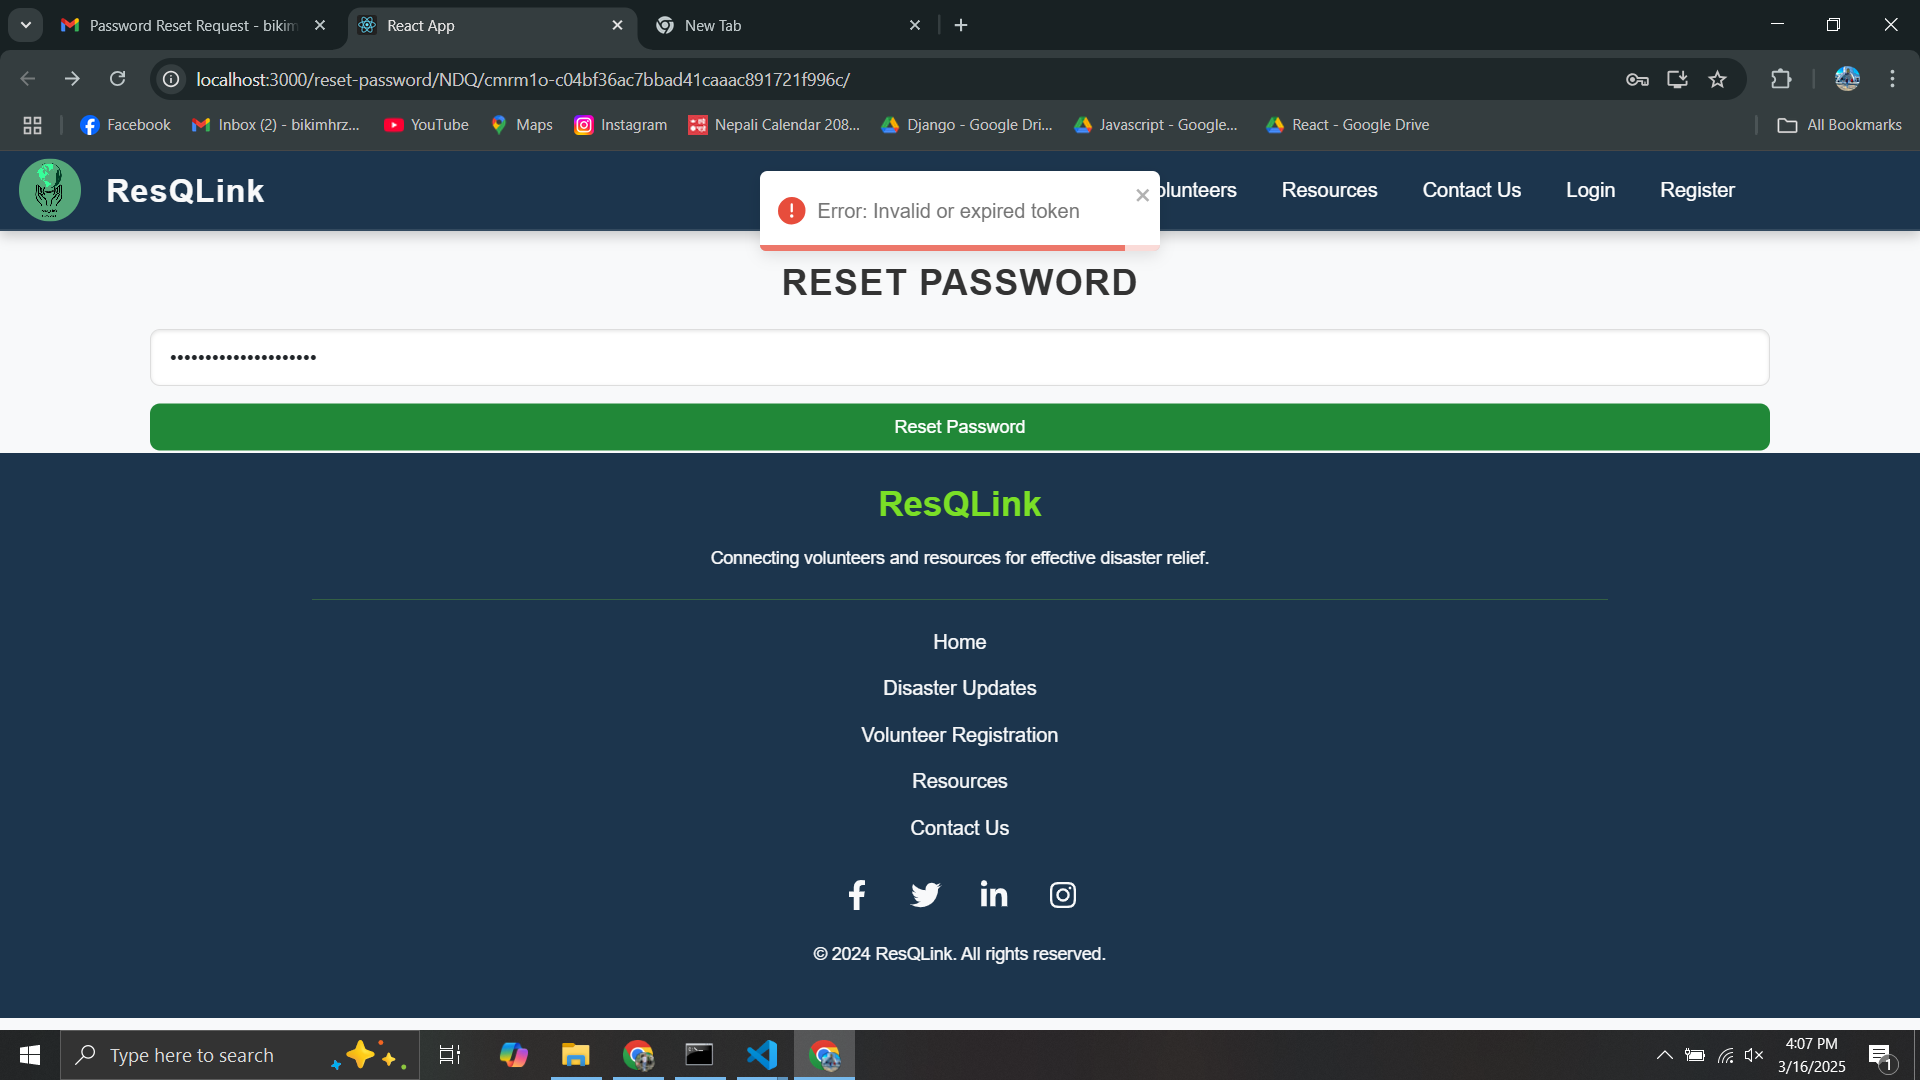 Password Reset Request - bikim
React App
New Tab
localhost:3000/reset-password/NDQ/cmrm1o-c04bf36ac7bbad41caaac891721f996c/
Facebook
Inbox (2) - bikimhrz...
YouTube
Maps
Instagram
Nepali Calendar 208...
Django - Google Dri...
Javascript - Google...
React - Google Drive
All Bookmarks
ResQLink
olunteers
Resources
Contact Us
Login
Register
Error: Invalid or expired token
RESET PASSWORD
Reset Password
ResQLink
Connecting volunteers and resources for effective disaster relief.
Home
Disaster Updates
Volunteer Registration
Resources
Contact Us
© 2024 ResQLink. All rights reserved.
Type here to search
4:07 PM
3/16/2025
1